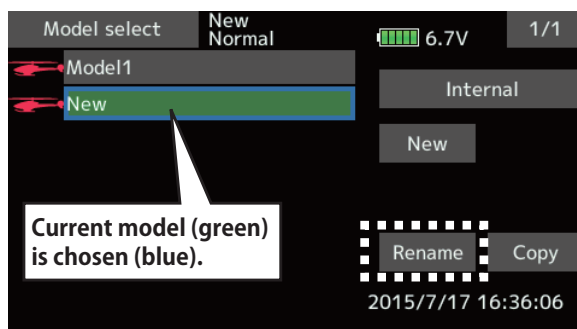 Model select
New
Normal
6.7V
1/1
Model1
Internal
New
New
Current model (green)
is chosen (blue).
Rename
Copy
2015/7/17 16:36:06